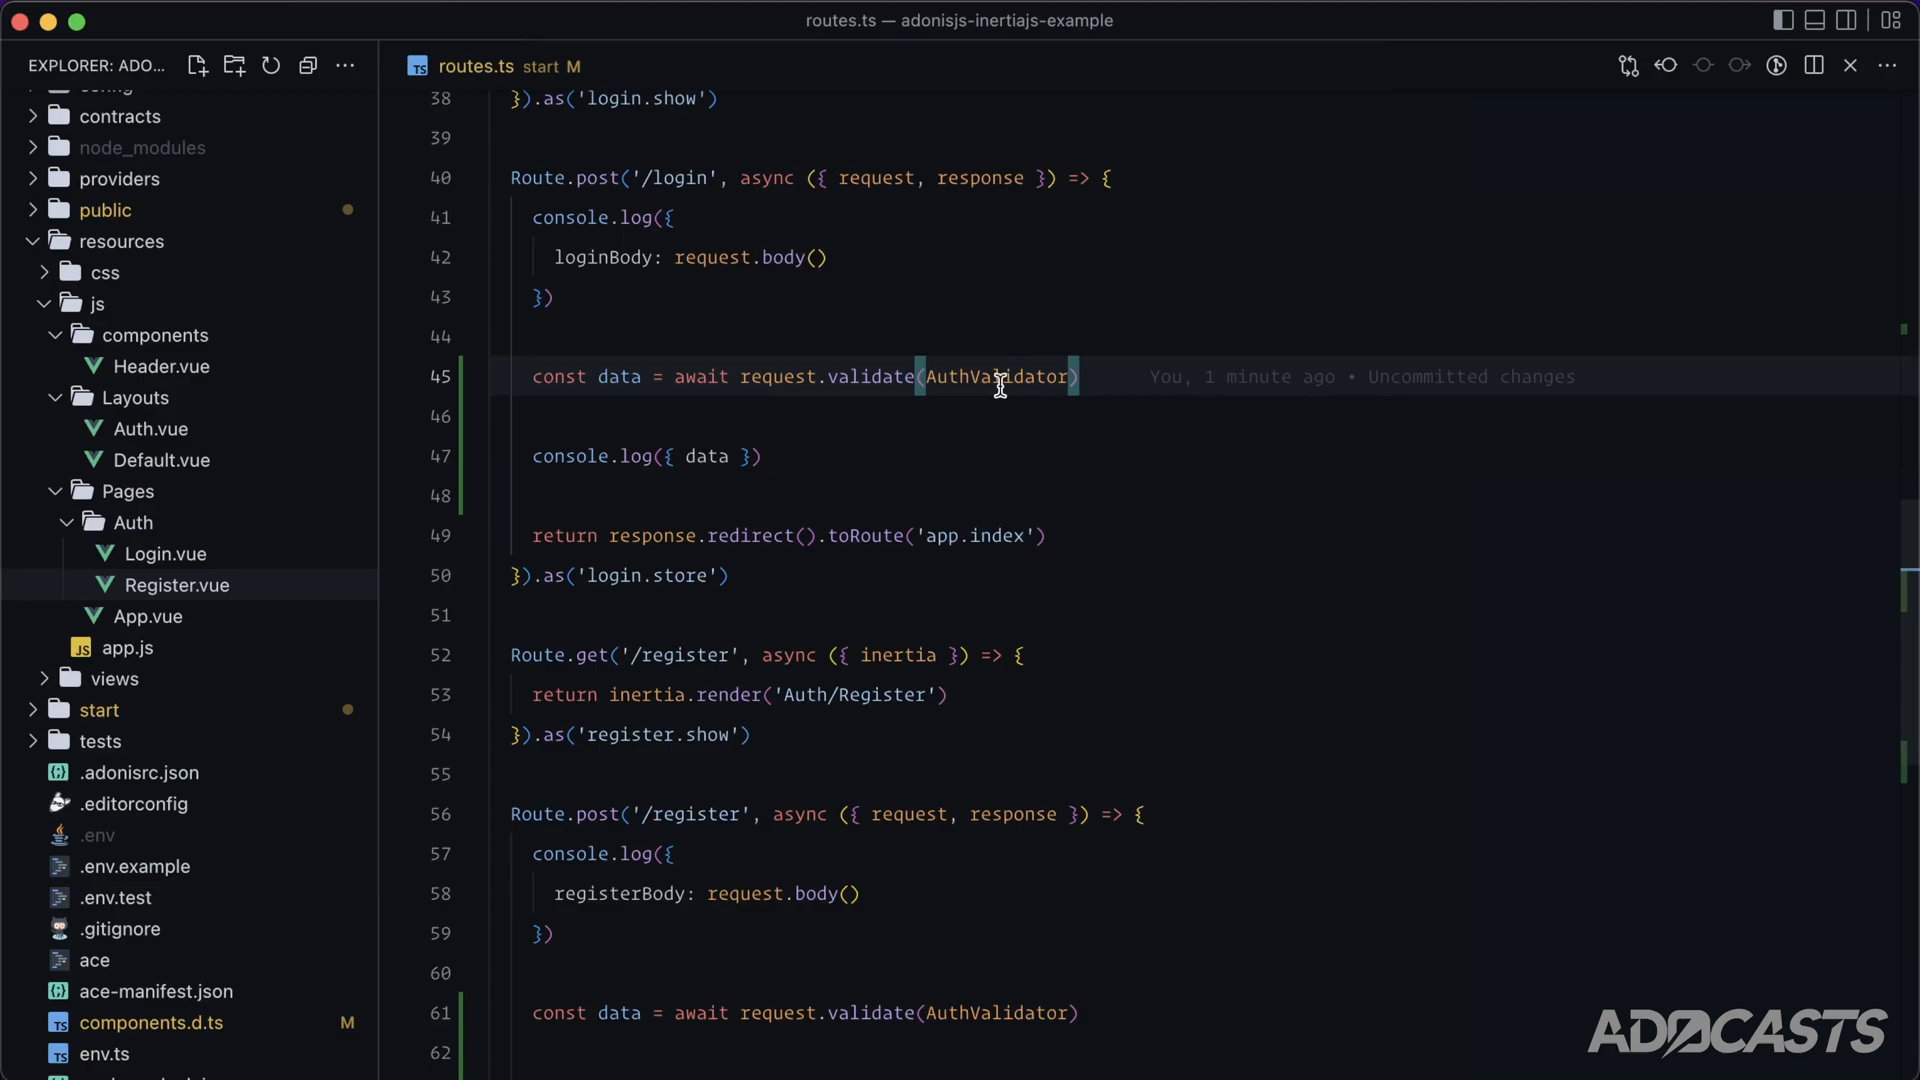 routes.ts — adonisjs-inertiajs-example
EXPLORER: ADO...
contracts
node_modules
providers
public
resources
css
js
components
Header.vue
Layouts
Auth.vue
Default.vue
Pages
Auth
Login.vue
Register.vue
App.vue
JS app.js
views
start
tests
.adonisrc.json
.editorconfig
.env
.env.example
.env.test
.gitignore
ace
ace-manifest.json
TS components.d.ts M
TS env.ts
TS routes.ts start M
38 }).as('login.show')
39
40 Route.post('/login', async ({ request, response }) => {
41 console.log({
42 loginBody: request.body()
43 })
44
45 const data = await request.validate(AuthValidator) You, 1 minute ago • Uncommitted changes
46
47 console.log({ data })
48
49 return response.redirect().toRoute('app.index')
50 }).as('login.store')
51
52 Route.get('/register', async ({ inertia }) => {
53 return inertia.render('Auth/Register')
54 }).as('register.show')
55
56 Route.post('/register', async ({ request, response }) => {
57 console.log({
58 registerBody: request.body()
59 })
60
61 const data = await request.validate(AuthValidator)
62
ADOCASTS